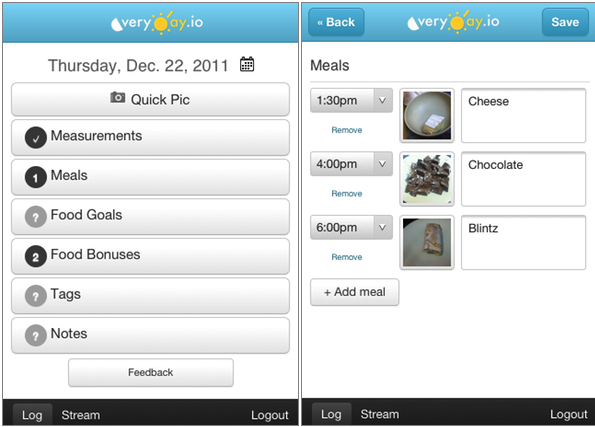 everyday.io
Thursday, Dec. 22, 2011
Quick Pic
✓ Measurements
1 Meals
? Food Goals
2 Food Bonuses
? Tags
? Notes
Feedback
Log Stream Logout
« Back everyday.io Save
Meals
1:30pm Cheese
Remove
4:00pm Chocolate
Remove
6:00pm Blintz
Remove
+ Add meal
Log Stream Logout